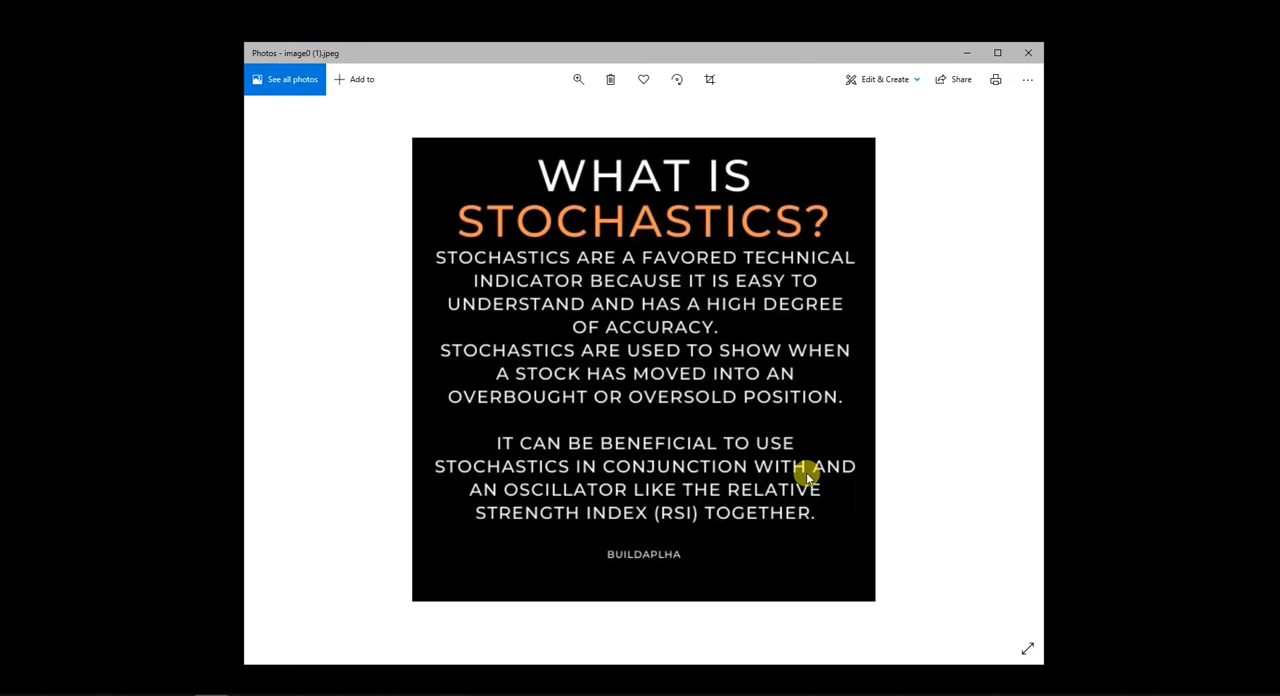 Photos - image0 (1).jpeg
See all photos
Add to
Edit & Create
Share
WHAT IS
STOCHASTICS?
STOCHASTICS ARE A FAVORED TECHNICAL
INDICATOR BECAUSE IT IS EASY TO
UNDERSTAND AND HAS A HIGH DEGREE
OF ACCURACY.
STOCHASTICS ARE USED TO SHOW WHEN
A STOCK HAS MOVED INTO AN
OVERBOUGHT OR OVERSOLD POSITION.
IT CAN BE BENEFICIAL TO USE
STOCHASTICS IN CONJUNCTION WITH AND
AN OSCILLATOR LIKE THE RELATIVE
STRENGTH INDEX (RSI) TOGETHER.
BUILDAPLHA